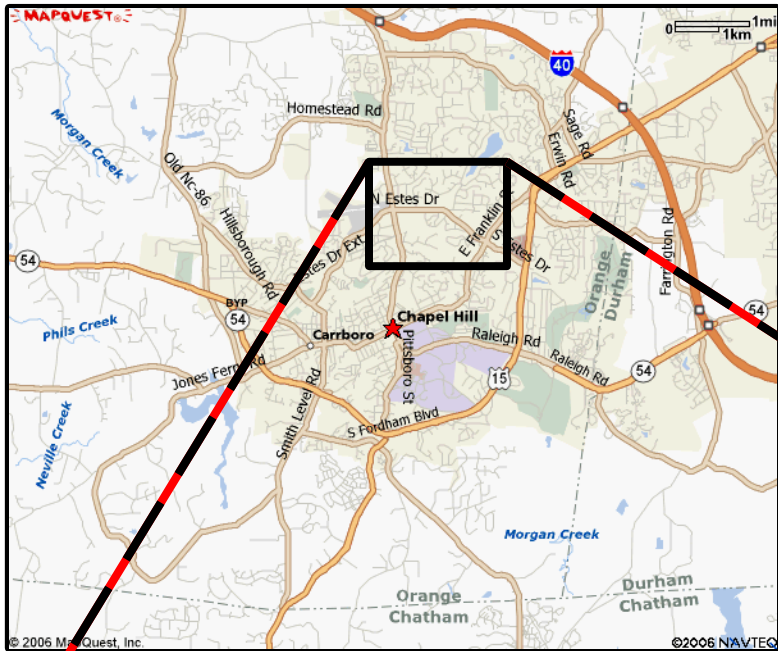 MAPQUEST
0 1mi
1km
40
Homestead Rd
Sage Rd
Erwin Rd
Morgan Creek
Old Nc-86
N Estes Dr
Hillsborough Rd
E Franklin St
S Estes Dr
Estes Dr Ext
Farrington Rd
54
Orange
Durham
BYP
54
Phils Creek
Chapel Hill
54
Carrboro
Pittsboro St
Raleigh Rd
Raleigh Rd
Jones Ferry Rd
15
54
Smith Level Rd
S Fordham Blvd
Neville Creek
Morgan Creek
Durham
Chatham
Orange
Chatham
© 2006 MapQuest, Inc.
©2006 NAVTEQ